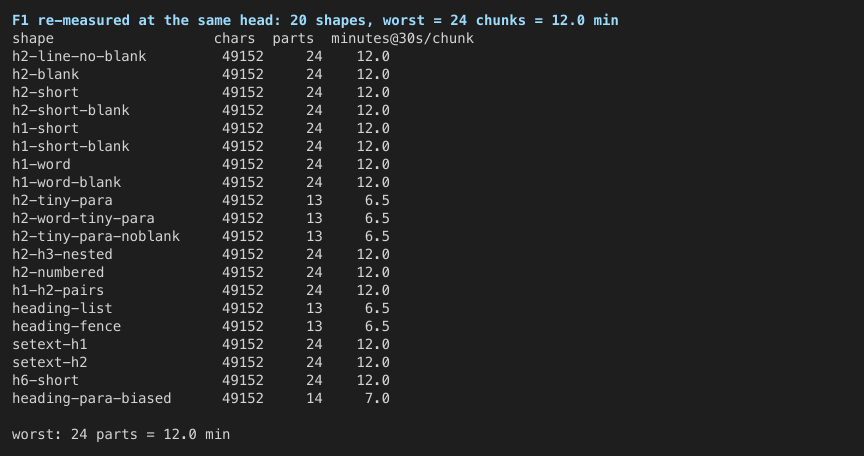 F1 re-measured at the same head: 20 shapes, worst = 24 chunks = 12.0 min
shape                   chars  parts  minutes@30s/chunk
h2-line-no-blank         49152     24    12.0
h2-blank                 49152     24    12.0
h2-short                 49152     24    12.0
h2-short-blank           49152     24    12.0
h1-short                 49152     24    12.0
h1-short-blank           49152     24    12.0
h1-word                  49152     24    12.0
h1-word-blank            49152     24    12.0
h2-tiny-para             49152     13     6.5
h2-word-tiny-para        49152     13     6.5
h2-tiny-para-noblank     49152     13     6.5
h2-h3-nested             49152     24    12.0
h2-numbered              49152     24    12.0
h1-h2-pairs              49152     24    12.0
heading-list             49152     13     6.5
heading-fence            49152     13     6.5
setext-h1                49152     24    12.0
setext-h2                49152     24    12.0
h6-short                 49152     24    12.0
heading-para-biased      49152     14     7.0

worst: 24 parts = 12.0 min